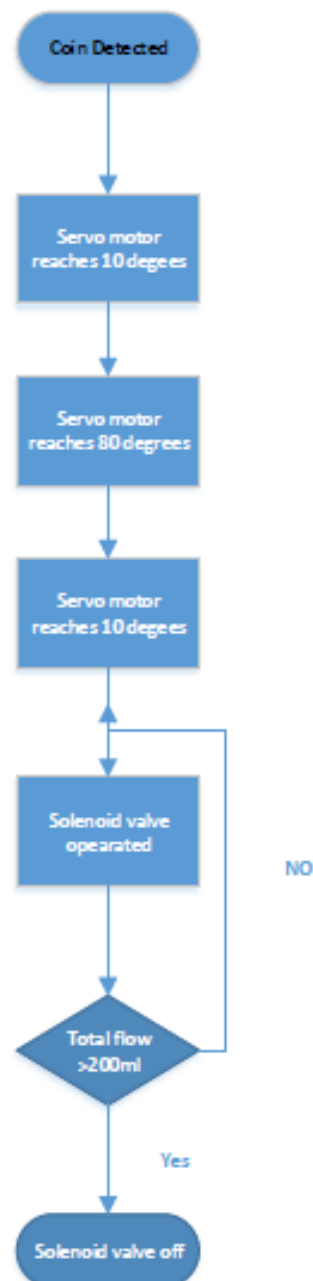 Coin Detected
Servo motor
reaches 10 degees
Servo motor
reaches 80 degrees
Servo motor
reaches 10 degees
Solenoid valve
opearated
NO
Total flow
>200ml
Yes
Solenoid valve off